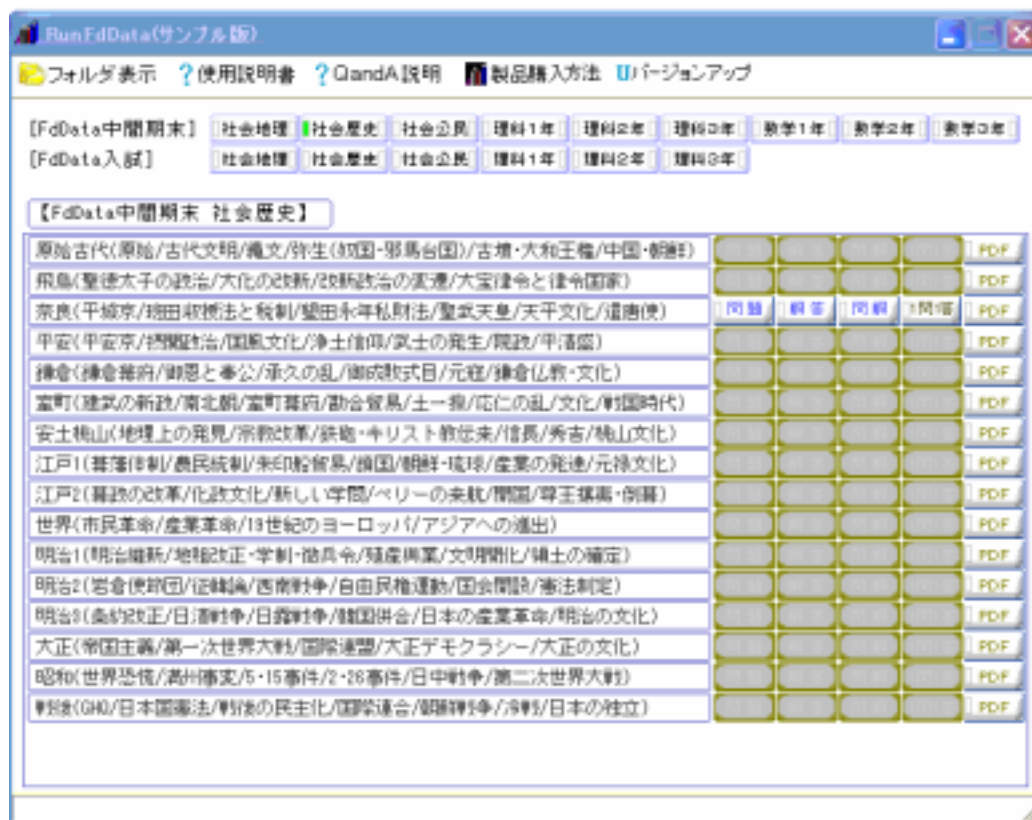 RunFdData(サンプル版)
フォルダ表示 ?使用説明書 ?QandA説明 製品購入方法 Uバージョンアップ
[FdData中間期末] 社会地理 社会歴史 社会公民 理科1年 理科2年 理科3年 数学1年 数学2年 数学3年
[FdData入試] 社会地理 社会歴史 社会公民 理科1年 理科2年 理科3年
【FdData中間期末 社会歴史】
原始古代(原始/古代文明/縄文/弥生(奴国・邪馬台国)/古墳・大和王権/中国・朝鮮) PDF
飛鳥(聖徳太子の政治/大化の改新/改新政治の変遷/大宝律令と律令国家) PDF
奈良(平城京/班田収授法と税制/墾田永年私財法/聖武天皇/天平文化/遣唐使) 問題 解答 問解 PDF
平安(平安京/摂関政治/国風文化/浄土信仰/武士の発生/院政/平清盛) PDF
鎌倉(鎌倉幕府/御恩と奉公/承久の乱/御成敗式目/元寇/鎌倉仏教・文化) PDF
室町(建武の新政/南北朝/室町幕府/勘合貿易/土一揆/応仁の乱/文化/戦国時代) PDF
安土桃山(地理上の発見/宗教改革/鉄砲・キリスト教伝来/信長/秀吉/桃山文化) PDF
江戸1(幕藩体制/農民統制/朱印船貿易/鎖国/朝鮮・琉球/産業の発達/元禄文化) PDF
江戸2(幕政の改革/化政文化/新しい学問/ペリーの来航/開国/尊王攘夷・倒幕) PDF
世界(市民革命/産業革命/19世紀のヨーロッパ/アジアへの進出) PDF
明治1(明治維新/地租改正・学制・徴兵令/殖産興業/文明開化/領土の確定) PDF
明治2(岩倉使節団/征韓論/西南戦争/自由民権運動/国会開設/憲法制定) PDF
明治3(条約改正/日清戦争/日露戦争/韓国併合/日本の産業革命/明治の文化) PDF
大正(帝国主義/第一次世界大戦/国際連盟/大正デモクラシー/大正の文化) PDF
昭和(世界恐慌/満州事変/5・15事件/2・26事件/日中戦争/第二次世界大戦) PDF
戦後(GHQ/日本国憲法/戦後の民主化/国際連合/朝鮮戦争/冷戦/日本の独立) PDF